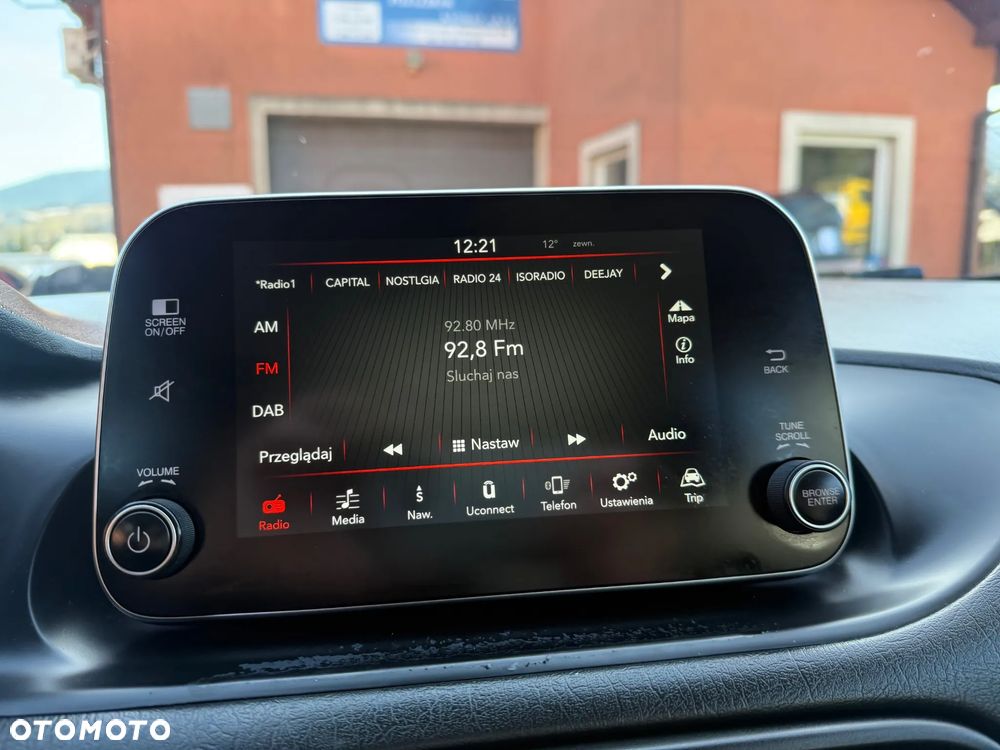 12:21 12° zewn.
*Radio1 CAPITAL NOSTLGIA RADIO 24 ISORADIO DEEJAY
SCREEN
ON/OFF
AM
FM
DAB
92.80 MHz
92,8 Fm
Sluchaj nas
Mapa
Info
BACK
TUNE
SCROLL
Przeglądaj Nastaw Audio
VOLUME
Radio Media Naw. Uconnect Telefon Ustawienia Trip
BROWSE
ENTER
OTOMOTO